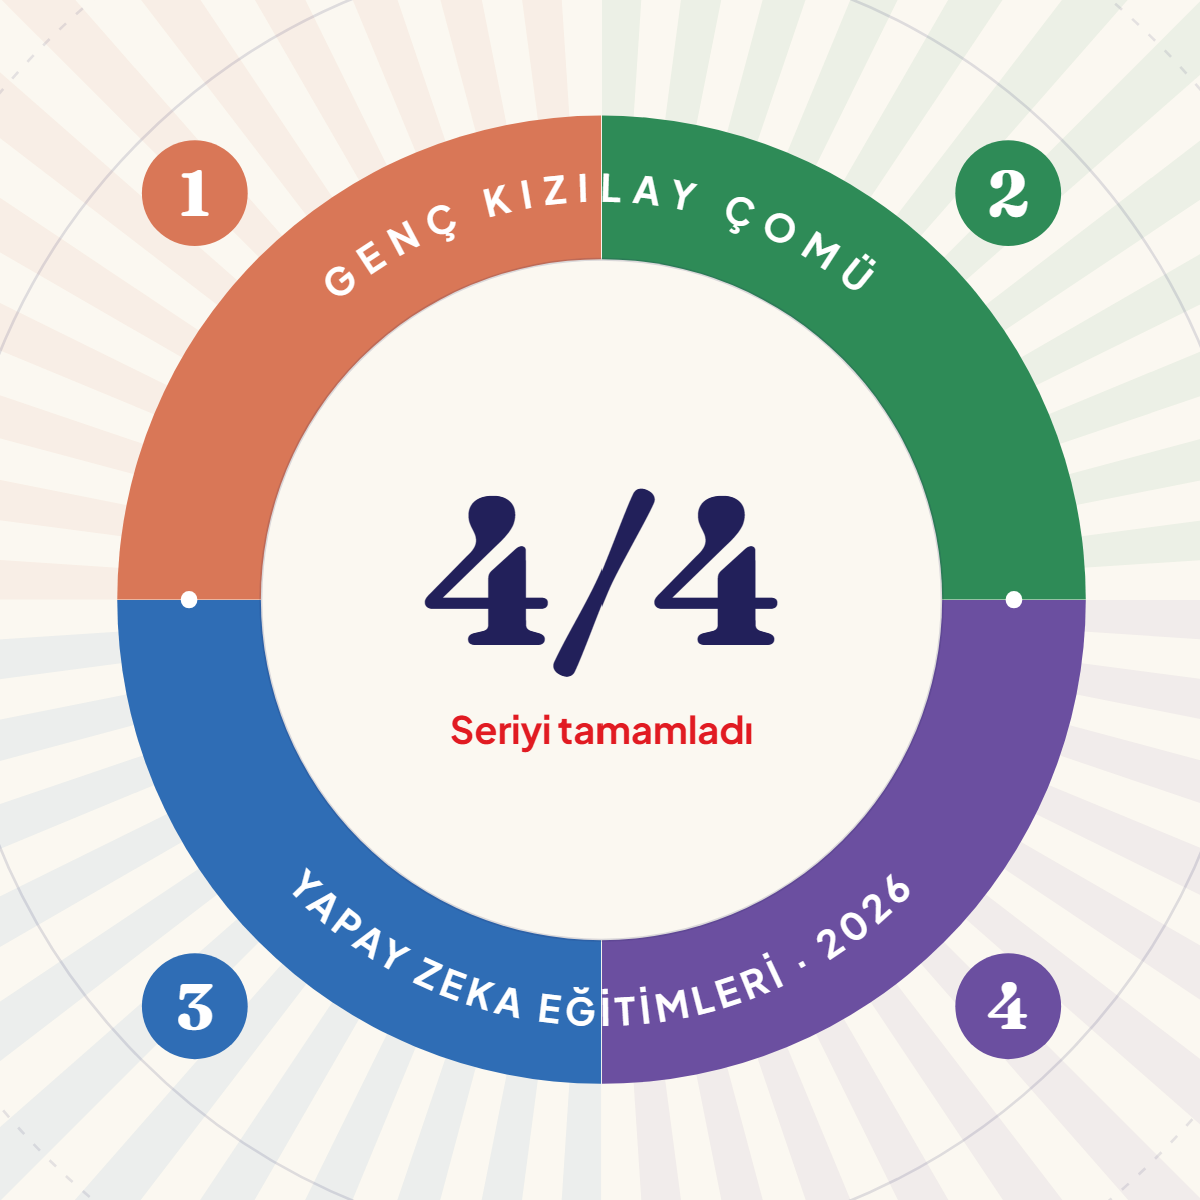 1
2
GENÇ KIZILAY ÇOMÜ
4/4
Seriyi tamamladı
YAPAY ZEKA EĞİTİMLERİ · 2026
3
4